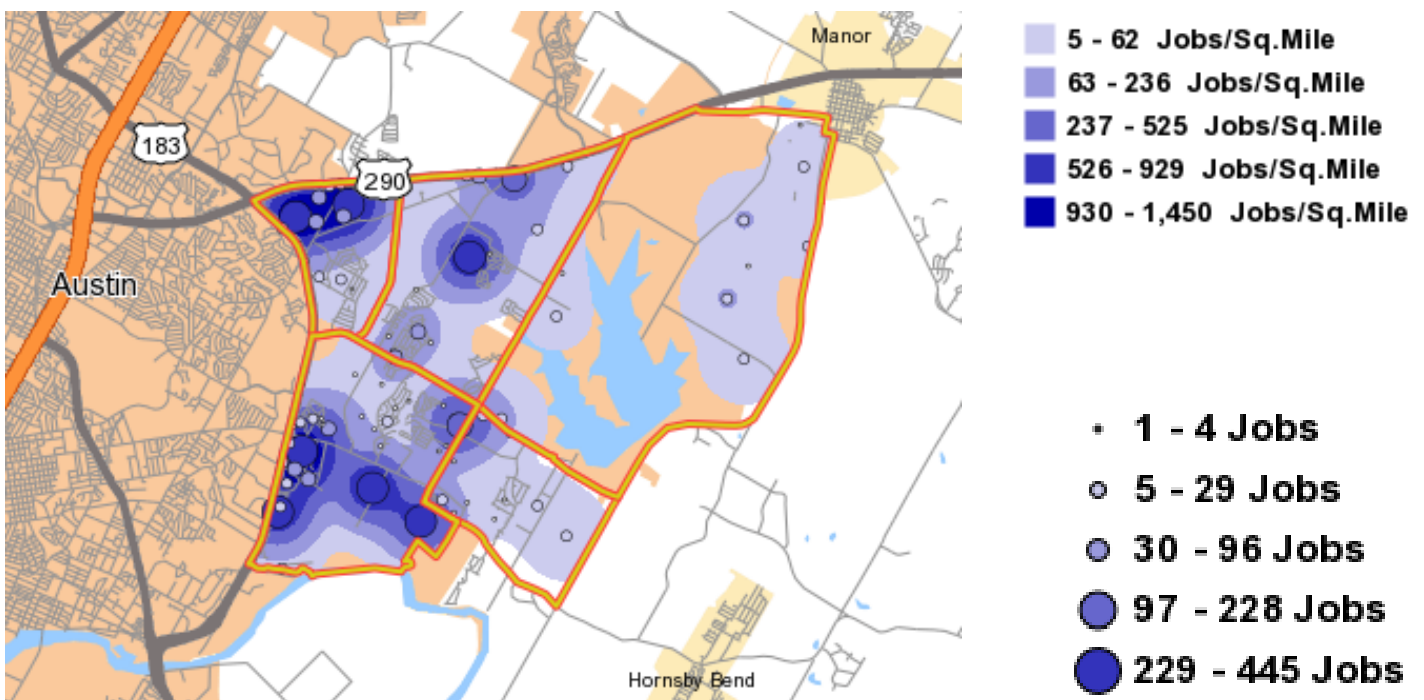 Manor
183
290
Austin
Hornsby Bend
5 - 62 Jobs/Sq.Mile
63 - 236 Jobs/Sq.Mile
237 - 525 Jobs/Sq.Mile
526 - 929 Jobs/Sq.Mile
930 - 1,450 Jobs/Sq.Mile
1 - 4 Jobs
5 - 29 Jobs
30 - 96 Jobs
97 - 228 Jobs
229 - 445 Jobs